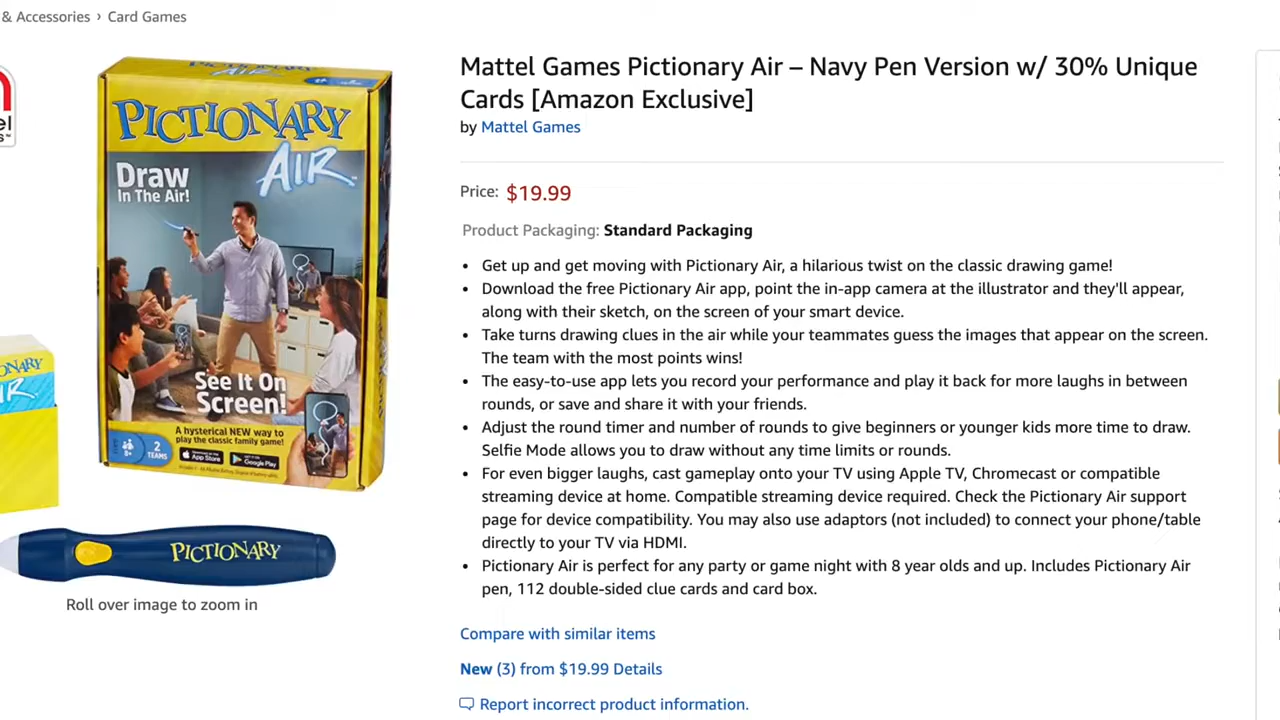 & Accessories › Card Games
Mattel Games Pictionary Air – Navy Pen Version w/ 30% Unique
Cards [Amazon Exclusive]
by Mattel Games
Price: $19.99
Product Packaging: Standard Packaging
• Get up and get moving with Pictionary Air, a hilarious twist on the classic drawing game!
• Download the free Pictionary Air app, point the in-app camera at the illustrator and they'll appear,
along with their sketch, on the screen of your smart device.
• Take turns drawing clues in the air while your teammates guess the images that appear on the screen.
The team with the most points wins!
• The easy-to-use app lets you record your performance and play it back for more laughs in between
rounds, or save and share it with your friends.
• Adjust the round timer and number of rounds to give beginners or younger kids more time to draw.
Selfie Mode allows you to draw without any time limits or rounds.
• For even bigger laughs, cast gameplay onto your TV using Apple TV, Chromecast or compatible
streaming device at home. Compatible streaming device required. Check the Pictionary Air support
page for device compatibility. You may also use adaptors (not included) to connect your phone/table
directly to your TV via HDMI.
• Pictionary Air is perfect for any party or game night with 8 year olds and up. Includes Pictionary Air
pen, 112 double-sided clue cards and card box.
Compare with similar items
New (3) from $19.99 Details
Report incorrect product information.
PICTIONARY
AIR
PICTIONARY
AIR™
Draw
In The Air!
See It On
Screen!
A hysterical NEW way to
play the classic family game!
8+
2
TEAMS
App Store
Google Play
PICTIONARY
Roll over image to zoom in